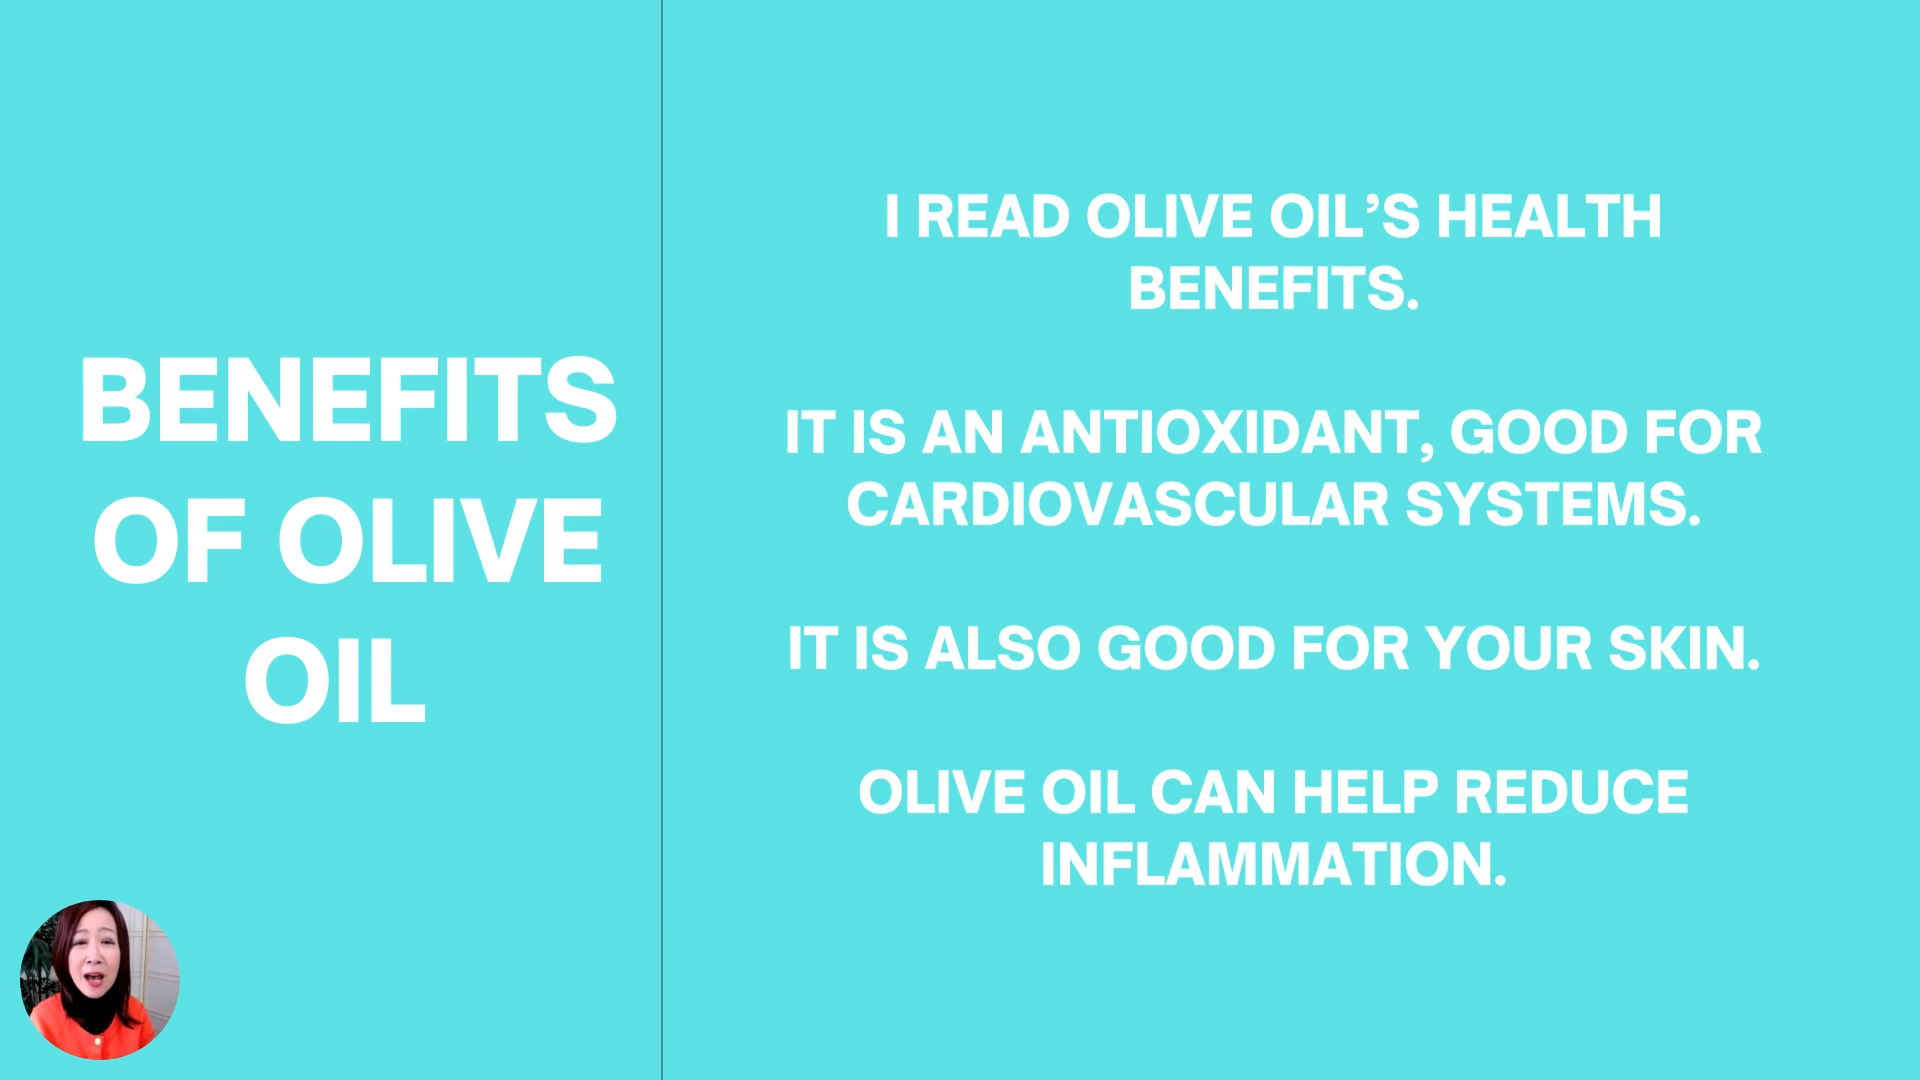 BENEFITS
OF OLIVE
OIL
I READ OLIVE OIL’S HEALTH
BENEFITS.
IT IS AN ANTIOXIDANT, GOOD FOR
CARDIOVASCULAR SYSTEMS.
IT IS ALSO GOOD FOR YOUR SKIN.
OLIVE OIL CAN HELP REDUCE
INFLAMMATION.